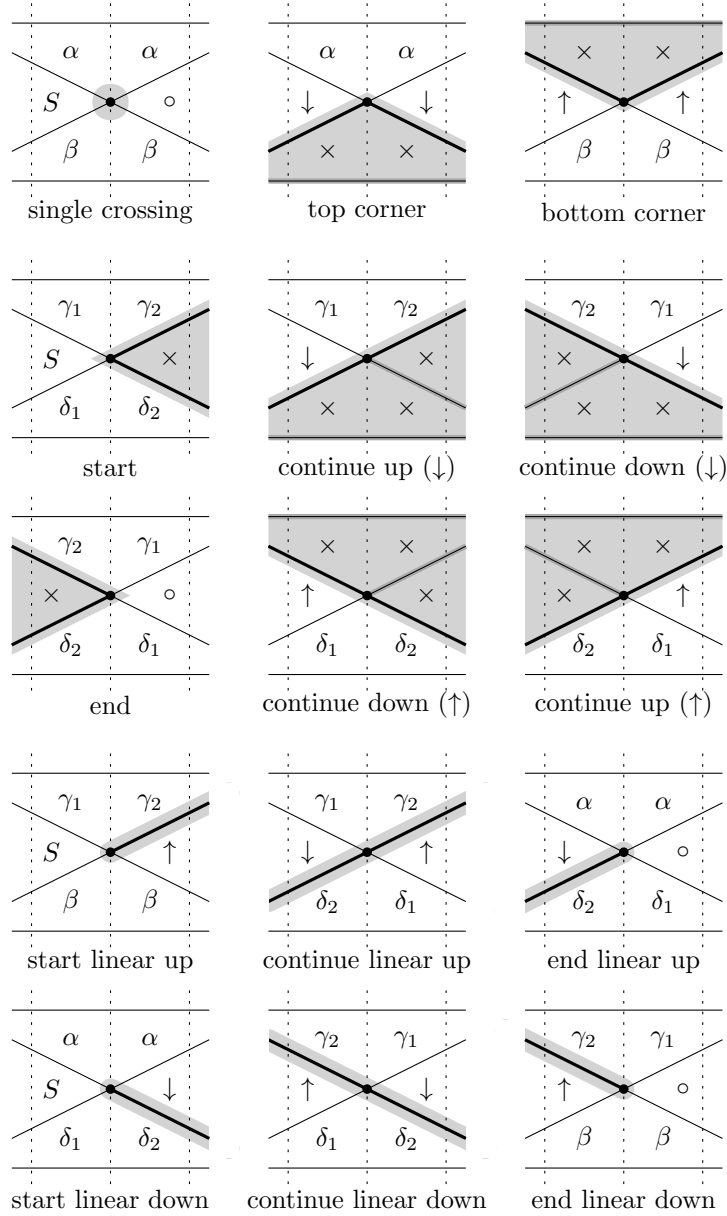 α α α α × ×
S ○ ↓ ↓ ↑ ↑
β β × × β β
single crossing top corner bottom corner
γ₁ γ₂ γ₁ γ₂ γ₂ γ₁
S × ↓ × × ↓
δ₁ δ₂ × × × ×
start continue up (↓) continue down (↓)
γ₂ γ₁ × × × ×
× ○ ↑ × × ↑
δ₂ δ₁ δ₁ δ₂ δ₂ δ₁
end continue down (↑) continue up (↑)
γ₁ γ₂ γ₁ γ₂ α α
S ↑ ↓ ↑ ↓ ○
β β δ₂ δ₁ δ₂ δ₁
start linear up continue linear up end linear up
α α γ₂ γ₁ γ₂ γ₁
S ↓ ↑ ↓ ↑ ○
δ₁ δ₂ δ₁ δ₂ β β
start linear down continue linear down end linear down